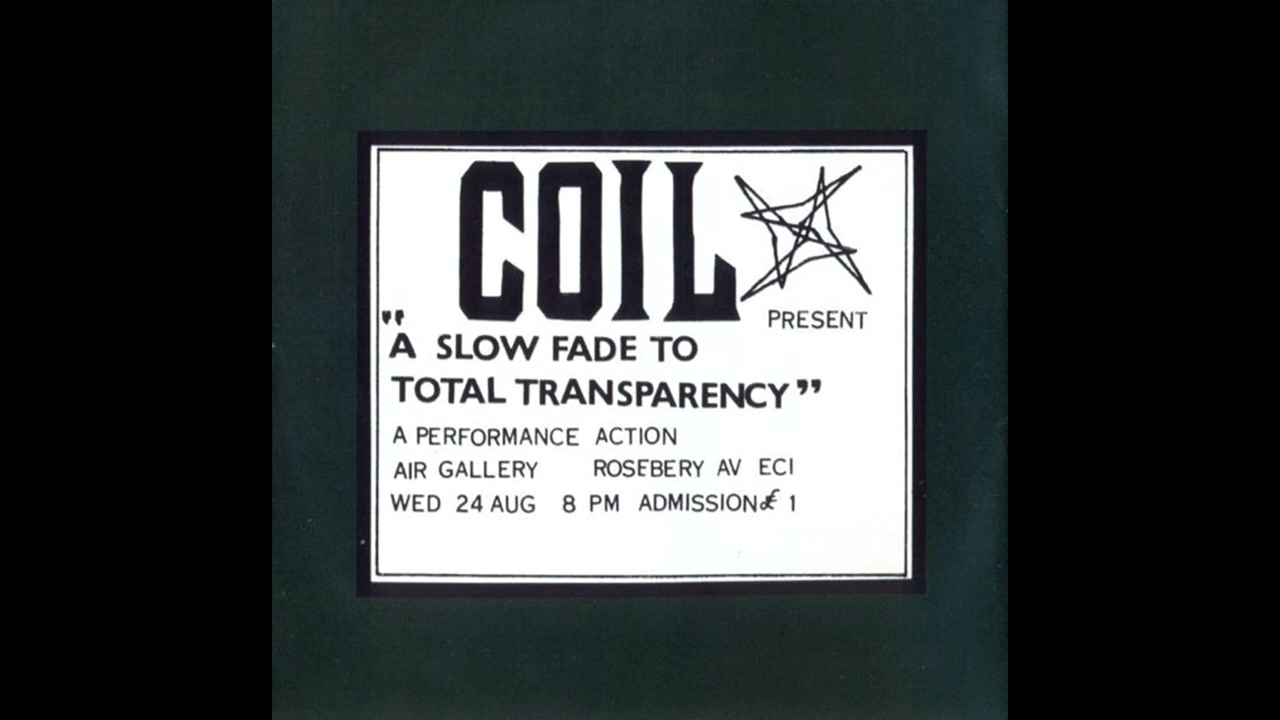 COIL
PRESENT
"A SLOW FADE TO
TOTAL TRANSPARENCY"
A PERFORMANCE ACTION
AIR GALLERY ROSEBERY AV EC1
WED 24 AUG 8 PM ADMISSION £ 1